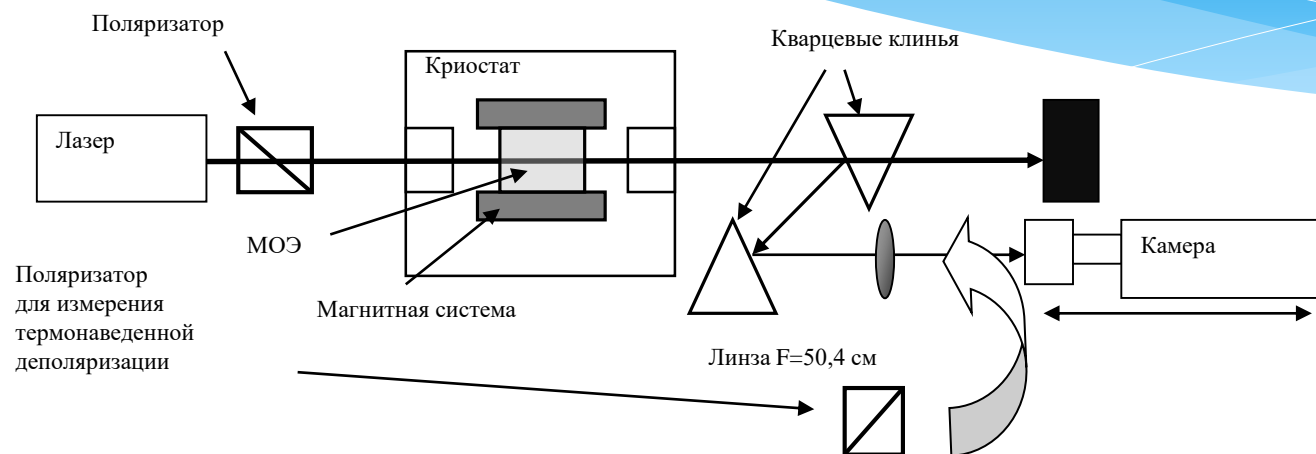 Поляризатор
Кварцевые клинья
Криостат
Лазер
МОЭ
Камера
Поляризатор
для измерения
термонаведенной
деполяризации
Магнитная система
Линза F=50,4 см